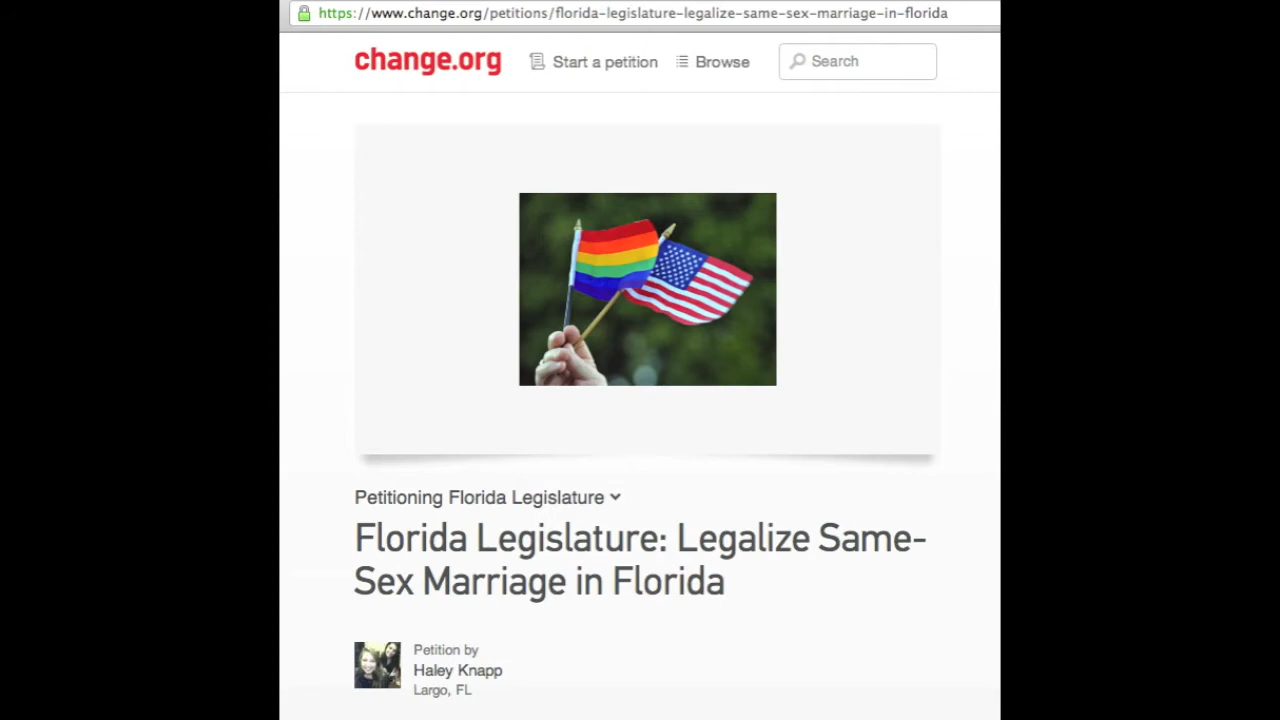 https://www.change.org/petitions/florida-legislature-legalize-same-sex-marriage-in-florida
change.org Start a petition Browse Search
Petitioning Florida Legislature
Florida Legislature: Legalize Same-
Sex Marriage in Florida
Petition by
Haley Knapp
Largo, FL